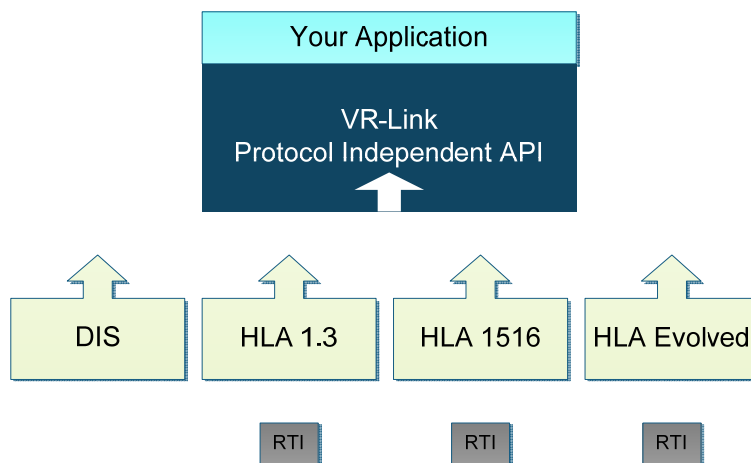 Your Application
VR-Link
Protocol Independent API
DIS
HLA 1.3
HLA 1516
HLA Evolved
RTI
RTI
RTI